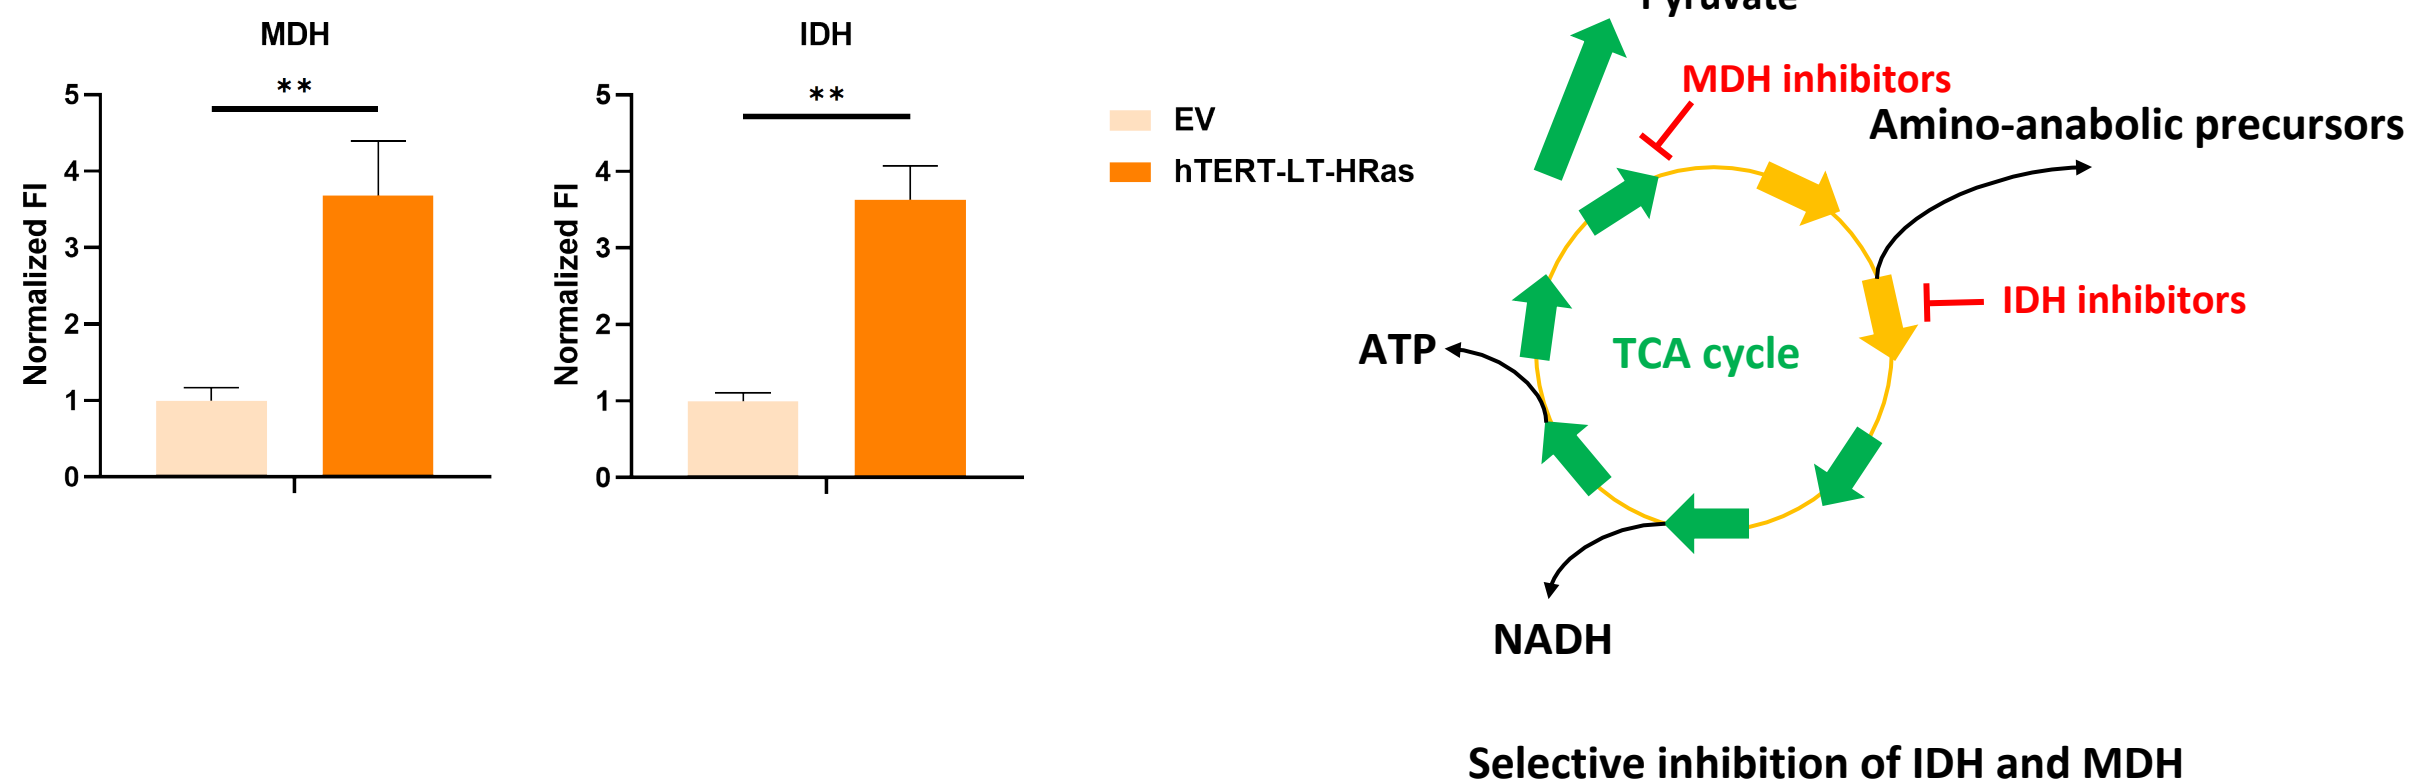 MDH
**
5
4
3
2
1
0
Normalized FI
IDH
**
5
4
3
2
1
0
Normalized FI
EV
hTERT-LT-HRas
Pyruvate
MDH inhibitors
Amino-anabolic precursors
IDH inhibitors
TCA cycle
ATP
NADH
Selective inhibition of IDH and MDH